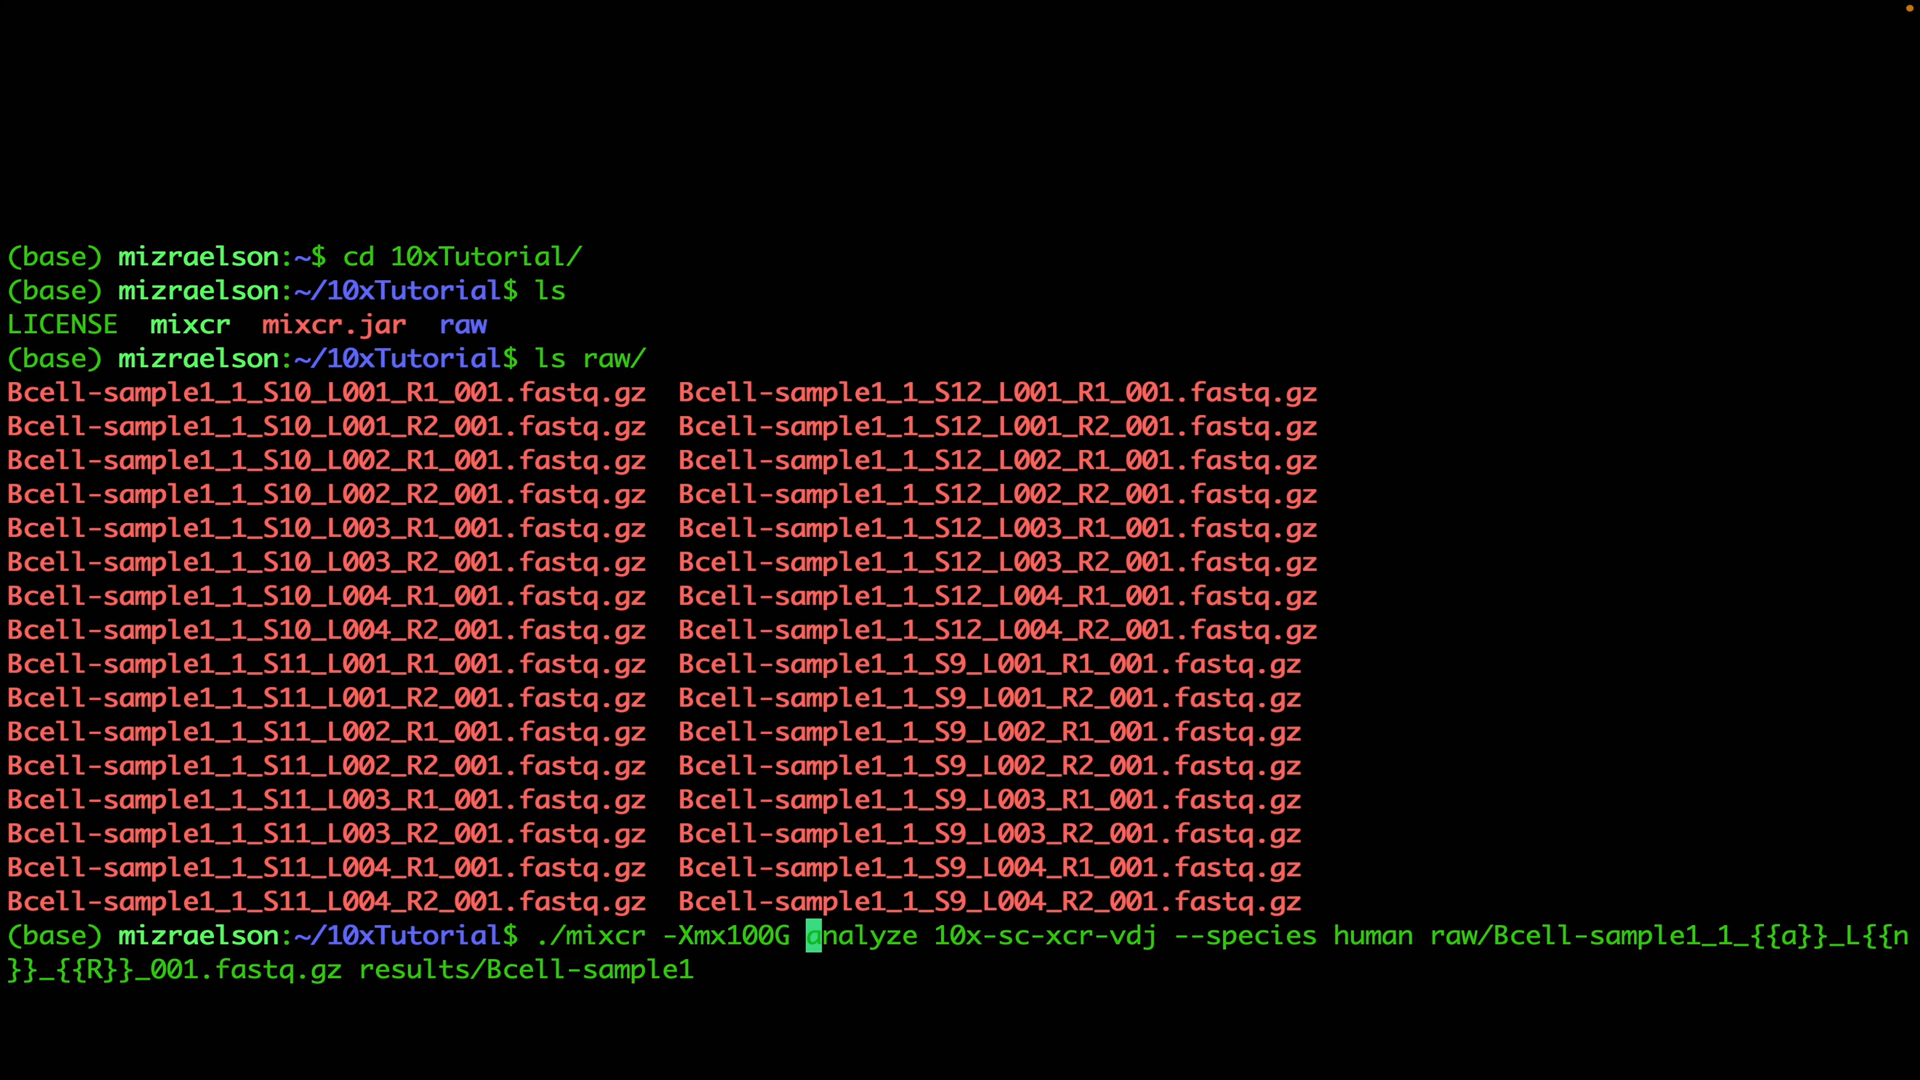 (base) mizraelson:~$ cd 10xTutorial/
(base) mizraelson:~/10xTutorial$ ls
LICENSE  mixcr  mixcr.jar  raw
(base) mizraelson:~/10xTutorial$ ls raw/
Bcell-sample1_1_S10_L001_R1_001.fastq.gz  Bcell-sample1_1_S12_L001_R1_001.fastq.gz
Bcell-sample1_1_S10_L001_R2_001.fastq.gz  Bcell-sample1_1_S12_L001_R2_001.fastq.gz
Bcell-sample1_1_S10_L002_R1_001.fastq.gz  Bcell-sample1_1_S12_L002_R1_001.fastq.gz
Bcell-sample1_1_S10_L002_R2_001.fastq.gz  Bcell-sample1_1_S12_L002_R2_001.fastq.gz
Bcell-sample1_1_S10_L003_R1_001.fastq.gz  Bcell-sample1_1_S12_L003_R1_001.fastq.gz
Bcell-sample1_1_S10_L003_R2_001.fastq.gz  Bcell-sample1_1_S12_L003_R2_001.fastq.gz
Bcell-sample1_1_S10_L004_R1_001.fastq.gz  Bcell-sample1_1_S12_L004_R1_001.fastq.gz
Bcell-sample1_1_S10_L004_R2_001.fastq.gz  Bcell-sample1_1_S12_L004_R2_001.fastq.gz
Bcell-sample1_1_S11_L001_R1_001.fastq.gz  Bcell-sample1_1_S9_L001_R1_001.fastq.gz
Bcell-sample1_1_S11_L001_R2_001.fastq.gz  Bcell-sample1_1_S9_L001_R2_001.fastq.gz
Bcell-sample1_1_S11_L002_R1_001.fastq.gz  Bcell-sample1_1_S9_L002_R1_001.fastq.gz
Bcell-sample1_1_S11_L002_R2_001.fastq.gz  Bcell-sample1_1_S9_L002_R2_001.fastq.gz
Bcell-sample1_1_S11_L003_R1_001.fastq.gz  Bcell-sample1_1_S9_L003_R1_001.fastq.gz
Bcell-sample1_1_S11_L003_R2_001.fastq.gz  Bcell-sample1_1_S9_L003_R2_001.fastq.gz
Bcell-sample1_1_S11_L004_R1_001.fastq.gz  Bcell-sample1_1_S9_L004_R1_001.fastq.gz
Bcell-sample1_1_S11_L004_R2_001.fastq.gz  Bcell-sample1_1_S9_L004_R2_001.fastq.gz
(base) mizraelson:~/10xTutorial$ ./mixcr -Xmx100G analyze 10x-sc-xcr-vdj --species human raw/Bcell-sample1_1_{{a}}_L{{n
}}_{{R}}_001.fastq.gz results/Bcell-sample1